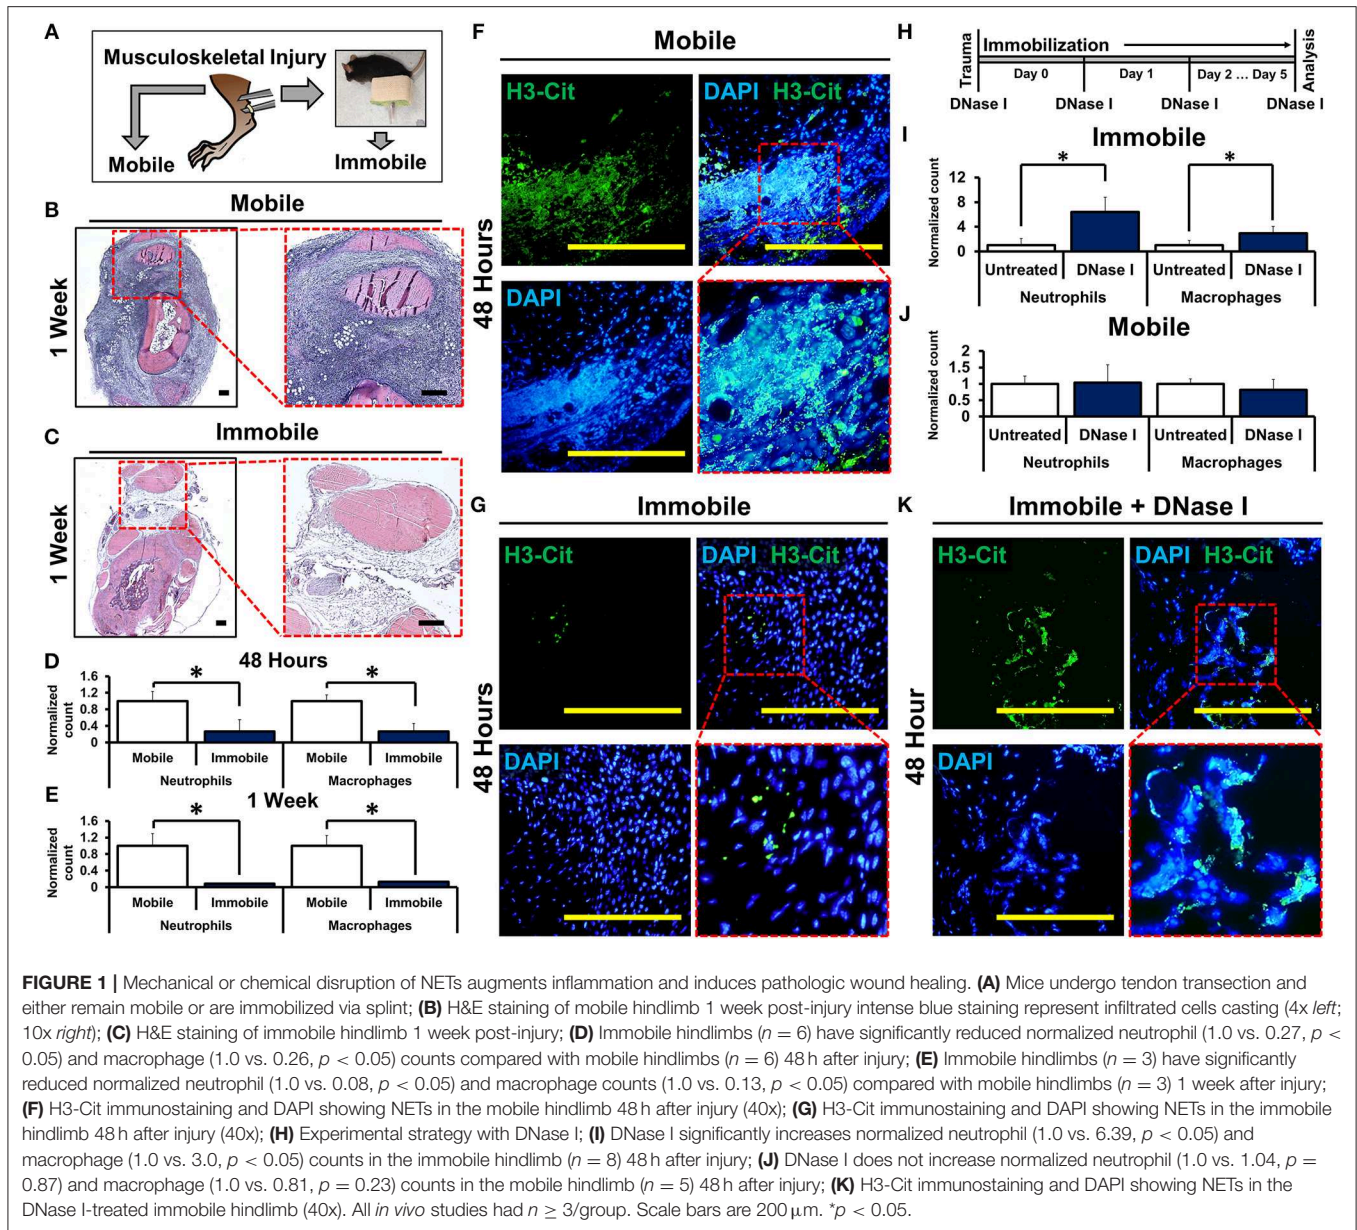 A
Musculoskeletal Injury
Mobile
Immobile
B
Mobile
1 Week
C
Immobile
1 Week
D
48 Hours
Normalized count
1.6
1.2
0.8
0.4
0
*
*
Mobile Immobile Mobile Immobile
Neutrophils Macrophages
E
1 Week
Normalized count
1.6
1.2
0.8
0.4
0
*
*
Mobile Immobile Mobile Immobile
Neutrophils Macrophages
F
Mobile
48 Hours
H3-Cit
DAPI H3-Cit
DAPI
G
Immobile
48 Hours
H3-Cit
DAPI H3-Cit
DAPI
H
Trauma
Immobilization
Analysis
Day 0 Day 1 Day 2 ... Day 5
DNase I DNase I DNase I DNase I
I
Immobile
Normalized count
12
8
4
0
*
*
Untreated DNase I Untreated DNase I
Neutrophils Macrophages
J
Mobile
Normalized count
2
1.5
1
0.5
0
Untreated DNase I Untreated DNase I
Neutrophils Macrophages
K
Immobile + DNase I
48 Hour
H3-Cit
DAPI H3-Cit
DAPI
FIGURE 1 | Mechanical or chemical disruption of NETs augments inflammation and induces pathologic wound healing. (A) Mice undergo tendon transection and
either remain mobile or are immobilized via splint; (B) H&E staining of mobile hindlimb 1 week post-injury intense blue staining represent infiltrated cells casting (4x left;
10x right); (C) H&E staining of immobile hindlimb 1 week post-injury; (D) Immobile hindlimbs (n = 6) have significantly reduced normalized neutrophil (1.0 vs. 0.27, p <
0.05) and macrophage (1.0 vs. 0.26, p < 0.05) counts compared with mobile hindlimbs (n = 6) 48 h after injury; (E) Immobile hindlimbs (n = 3) have significantly
reduced normalized neutrophil (1.0 vs. 0.08, p < 0.05) and macrophage counts (1.0 vs. 0.13, p < 0.05) compared with mobile hindlimbs (n = 3) 1 week after injury;
(F) H3-Cit immunostaining and DAPI showing NETs in the mobile hindlimb 48 h after injury (40x); (G) H3-Cit immunostaining and DAPI showing NETs in the immobile
hindlimb 48 h after injury (40x); (H) Experimental strategy with DNase I; (I) DNase I significantly increases normalized neutrophil (1.0 vs. 6.39, p < 0.05) and
macrophage (1.0 vs. 3.0, p < 0.05) counts in the immobile hindlimb (n = 8) 48 h after injury; (J) DNase I does not increase normalized neutrophil (1.0 vs. 1.04, p =
0.87) and macrophage (1.0 vs. 0.81, p = 0.23) counts in the mobile hindlimb (n = 5) 48 h after injury; (K) H3-Cit immunostaining and DAPI showing NETs in the
DNase I-treated immobile hindlimb (40x). All in vivo studies had n ≥ 3/group. Scale bars are 200 μm. *p < 0.05.